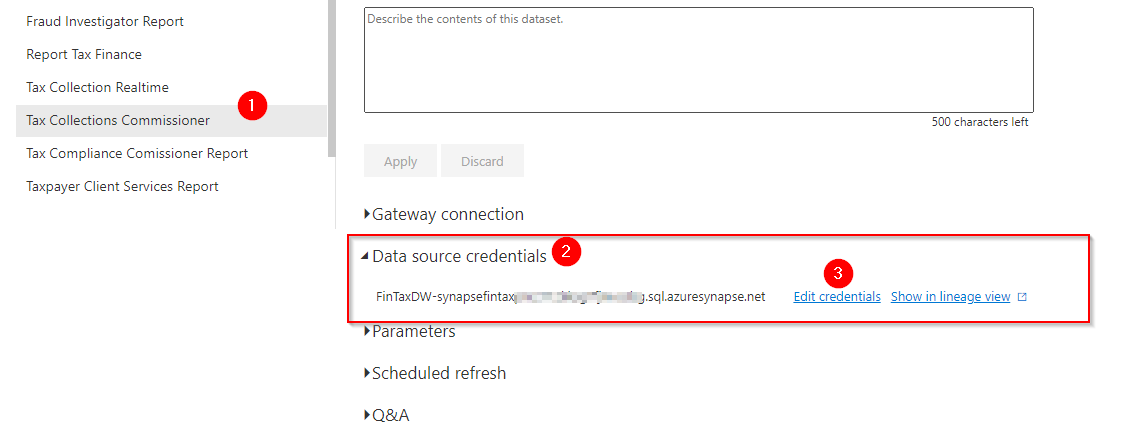 Fraud Investigator Report
Report Tax Finance
Tax Collection Realtime
1
Tax Collections Commissioner
Tax Compliance Comissioner Report
Taxpayer Client Services Report
Describe the contents of this dataset.
500 characters left
Apply Discard
Gateway connection
Data source credentials 2
3
FinTaxDW-synapsefintax .sql.azuresynapse.net Edit credentials Show in lineage view
Parameters
Scheduled refresh
Q&A